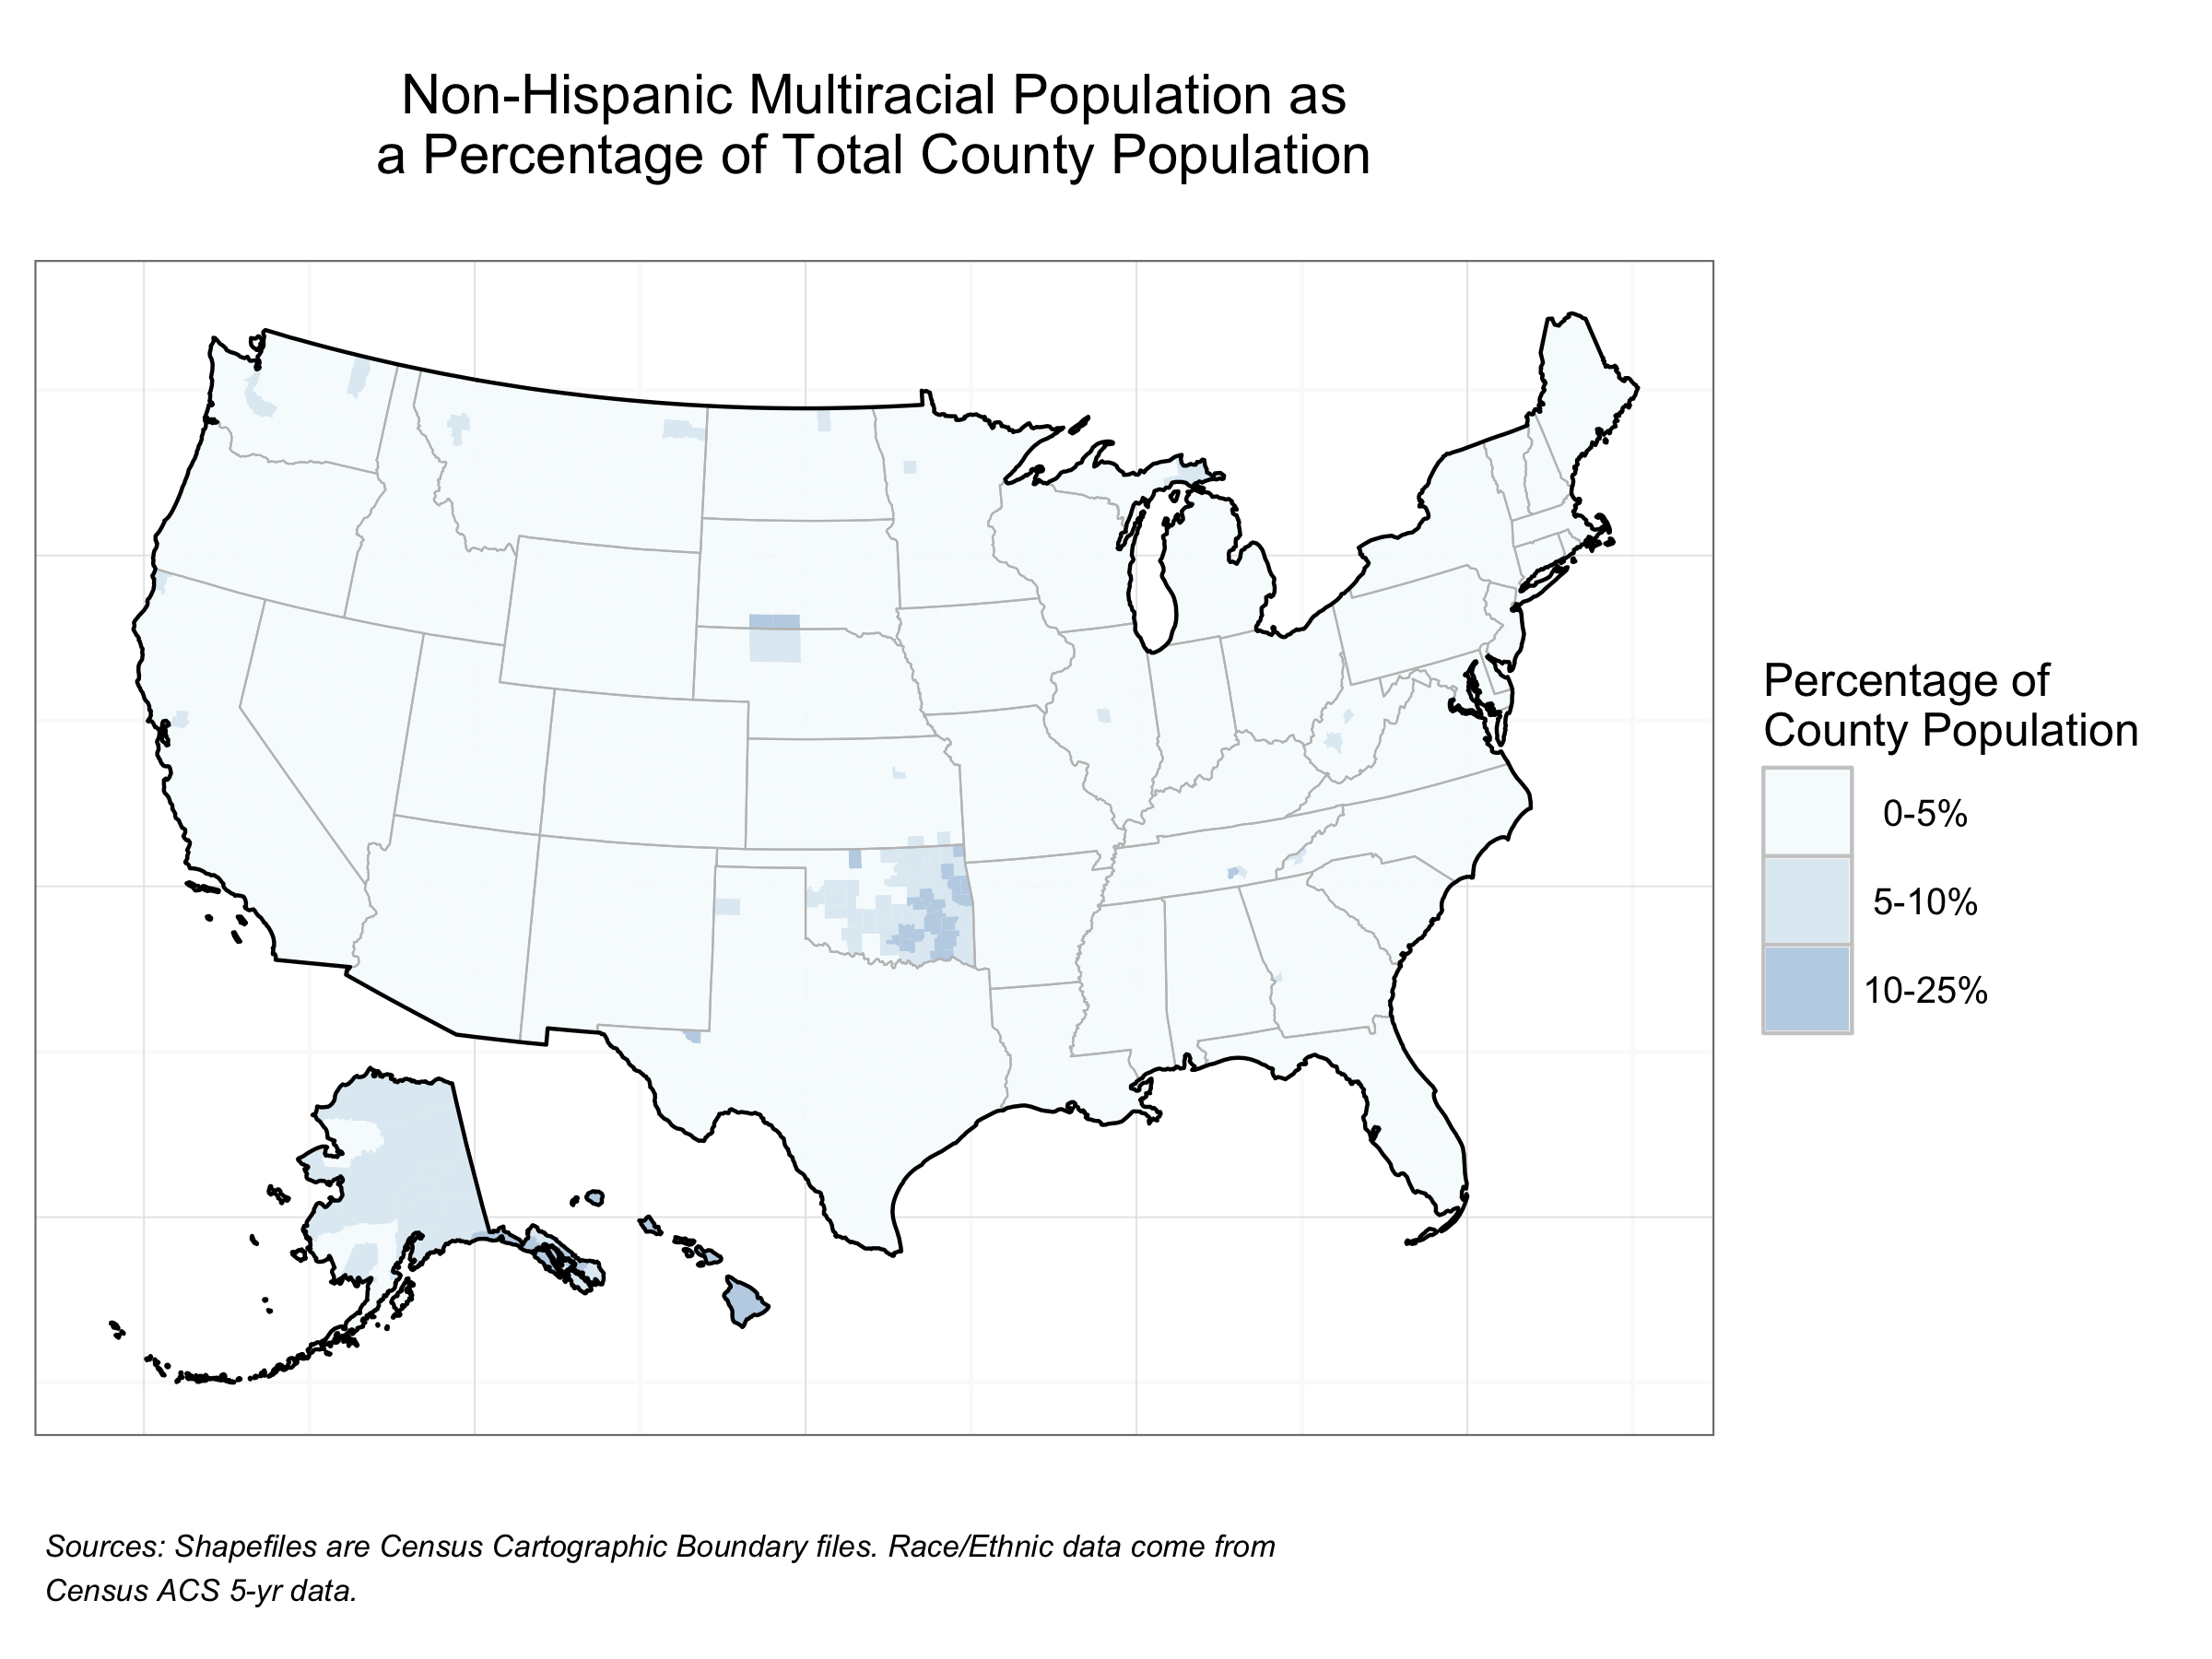 Non-Hispanic Multiracial Population as
a Percentage of Total County Population
Percentage of
County Population
0-5%
5-10%
10-25%
Sources: Shapefiles are Census Cartographic Boundary files. Race/Ethnic data come from
Census ACS 5-yr data.